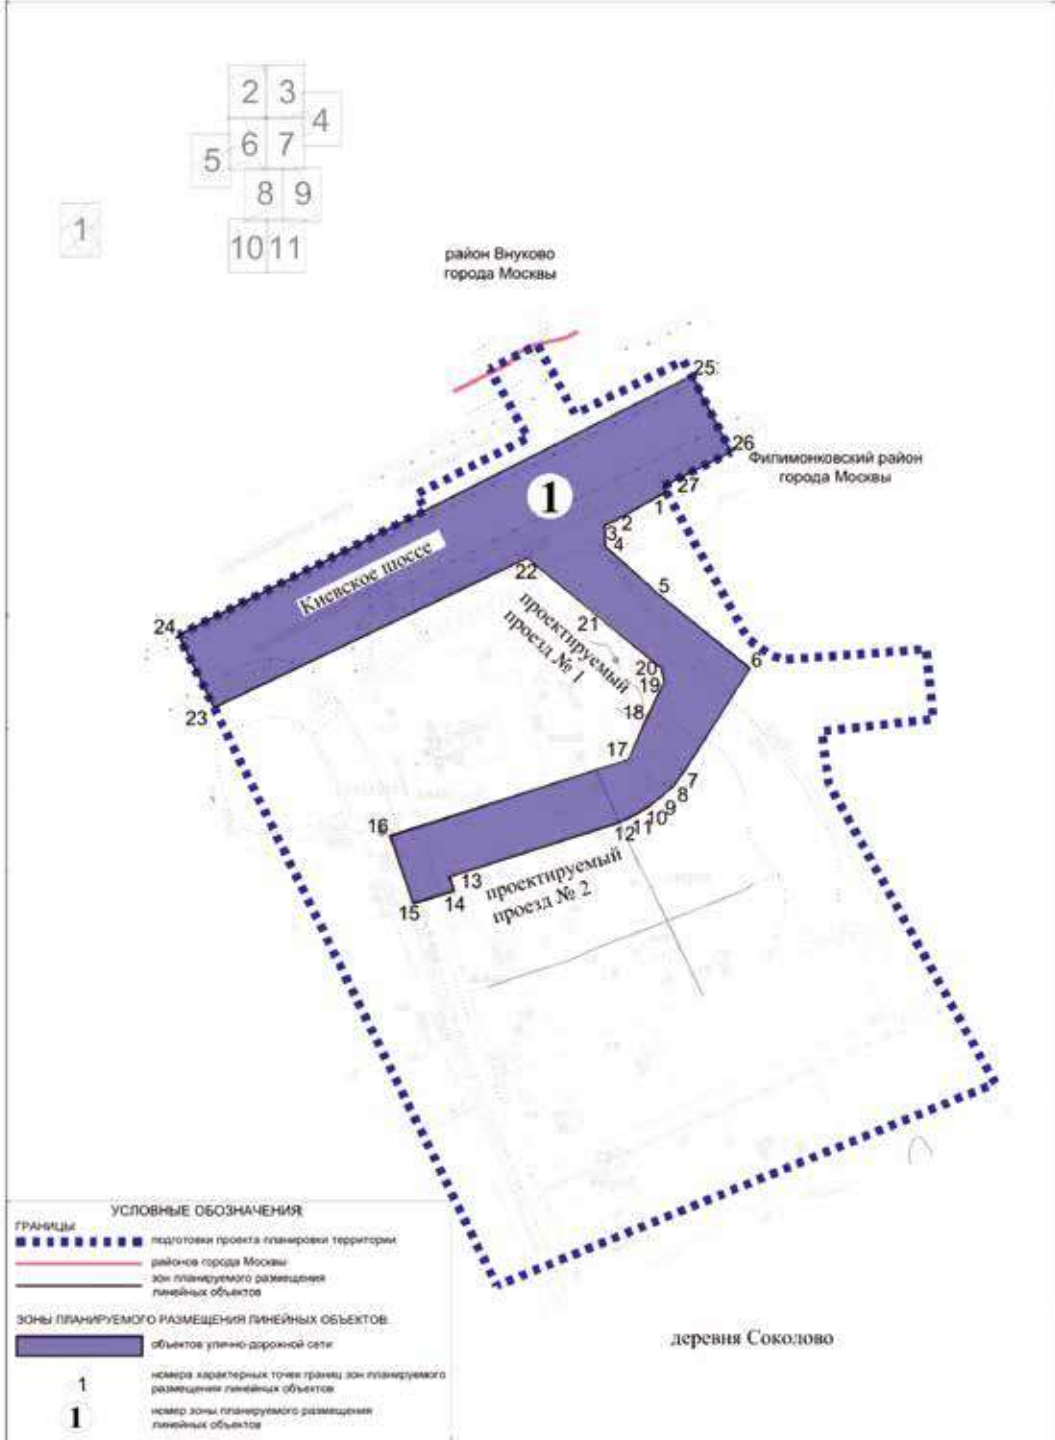 2 3
4
6 7
5
8 9
1
10 11
район Внуково
города Москвы
25
26
Филимонковский район
города Москвы
27
1
1
2
3
4
Киевское шоссе
22
5
24
21
проектируемый
проезд № 1
6
20
19
23
18
17
7
8
16
9
10
11
12
13
проектируемый
проезд № 2
14
15
УСЛОВНЫЕ ОБОЗНАЧЕНИЯ:
ГРАНИЦЫ:
подготовки проекта планировки территории
районов города Москвы
зон планируемого размещения
линейных объектов
ЗОНЫ ПЛАНИРУЕМОГО РАЗМЕЩЕНИЯ ЛИНЕЙНЫХ ОБЪЕКТОВ:
объектов улично-дорожной сети
деревня Соколово
1
номера характерных точек границ зон планируемого
размещения линейных объектов
1
номер зоны планируемого размещения
линейных объектов